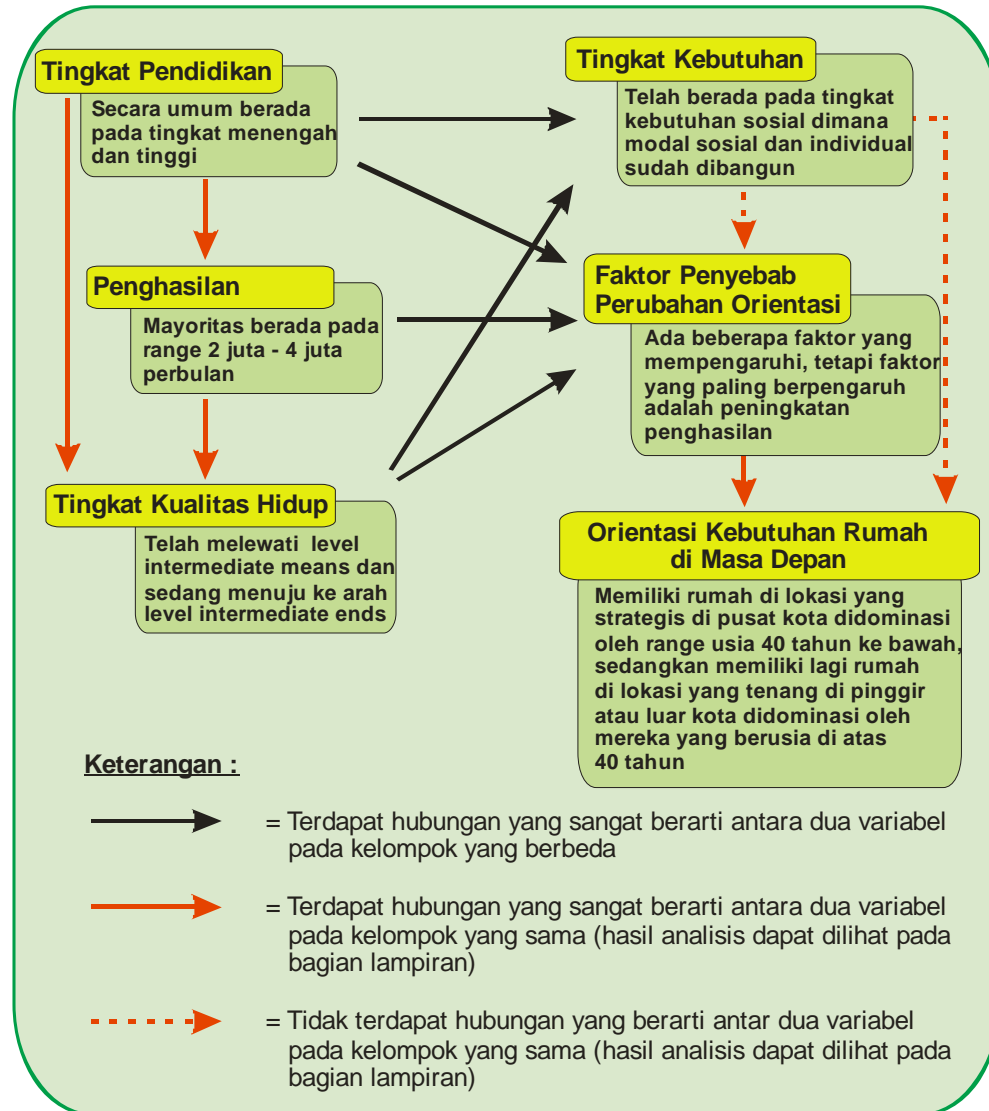 Tingkat Pendidikan
Secara umum berada
pada tingkat menengah
dan tinggi
Penghasilan
Mayoritas berada pada
range 2 juta - 4 juta
perbulan
Tingkat Kualitas Hidup
Telah melewati level
intermediate means dan
sedang menuju ke arah
level intermediate ends
Tingkat Kebutuhan
Telah berada pada tingkat
kebutuhan sosial dimana
modal sosial dan individual
sudah dibangun
Faktor Penyebab
Perubahan Orientasi
Ada beberapa faktor yang
mempengaruhi, tetapi faktor
yang paling berpengaruh
adalah peningkatan
penghasilan
Orientasi Kebutuhan Rumah
di Masa Depan
Memiliki rumah di lokasi yang
strategis di pusat kota didominasi
oleh range usia 40 tahun ke bawah,
sedangkan memiliki lagi rumah
di lokasi yang tenang di pinggir
atau luar kota didominasi oleh
mereka yang berusia di atas
40 tahun
Keterangan :
= Terdapat hubungan yang sangat berarti antara dua variabel
pada kelompok yang berbeda
= Terdapat hubungan yang sangat berarti antara dua variabel
pada kelompok yang sama (hasil analisis dapat dilihat pada
bagian lampiran)
= Tidak terdapat hubungan yang berarti antar dua variabel
pada kelompok yang sama (hasil analisis dapat dilihat pada
bagian lampiran)